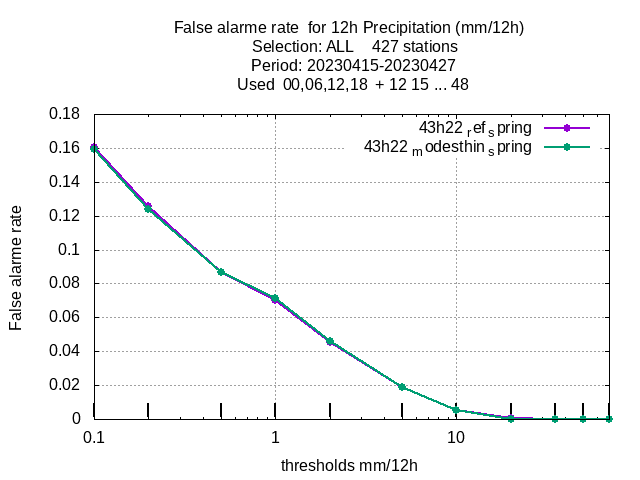 False alarme rate  for 12h Precipitation (mm/12h)
Selection: ALL    427 stations
Period: 20230415-20230427
Used  00,06,12,18  + 12 15 ... 48
43h22 ref spring
43h22 modesthin spring
0.18
0.16
0.14
0.12
0.1
0.08
0.06
0.04
0.02
0
False alarme rate
0.1 1 10
thresholds mm/12h